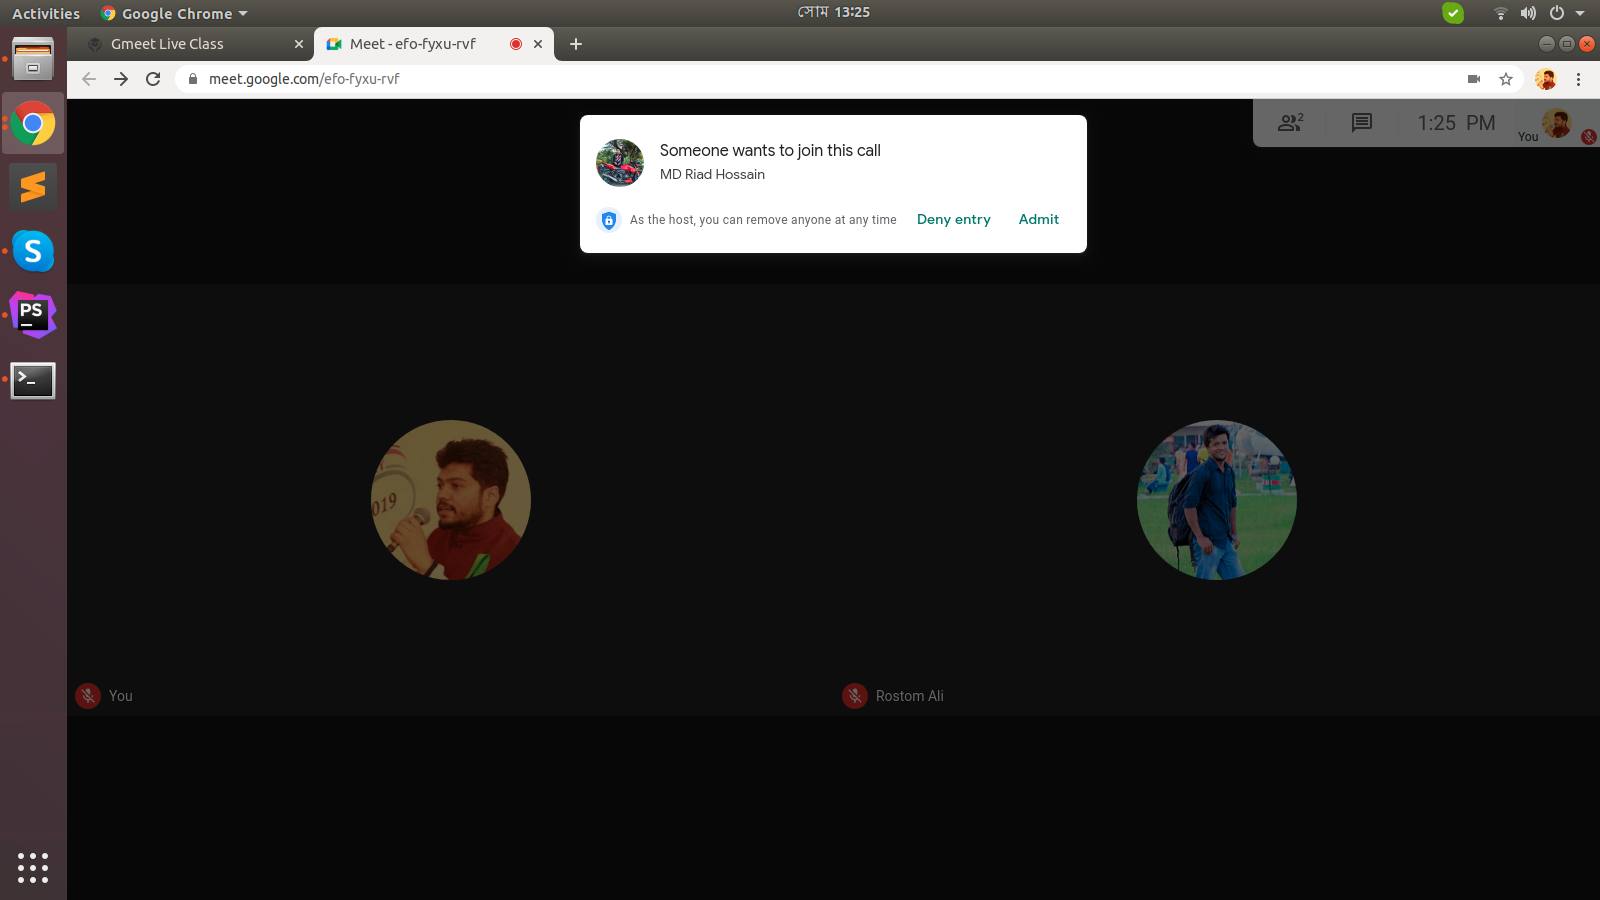 Activities
Google Chrome
সোম 13:25
Gmeet Live Class
Meet - efo-fyxu-rvf
meet.google.com/efo-fyxu-rvf
2
1:25 PM
You
Someone wants to join this call
MD Riad Hossain
As the host, you can remove anyone at any time
Deny entry
Admit
S
PS
2019
You
Rostom Ali